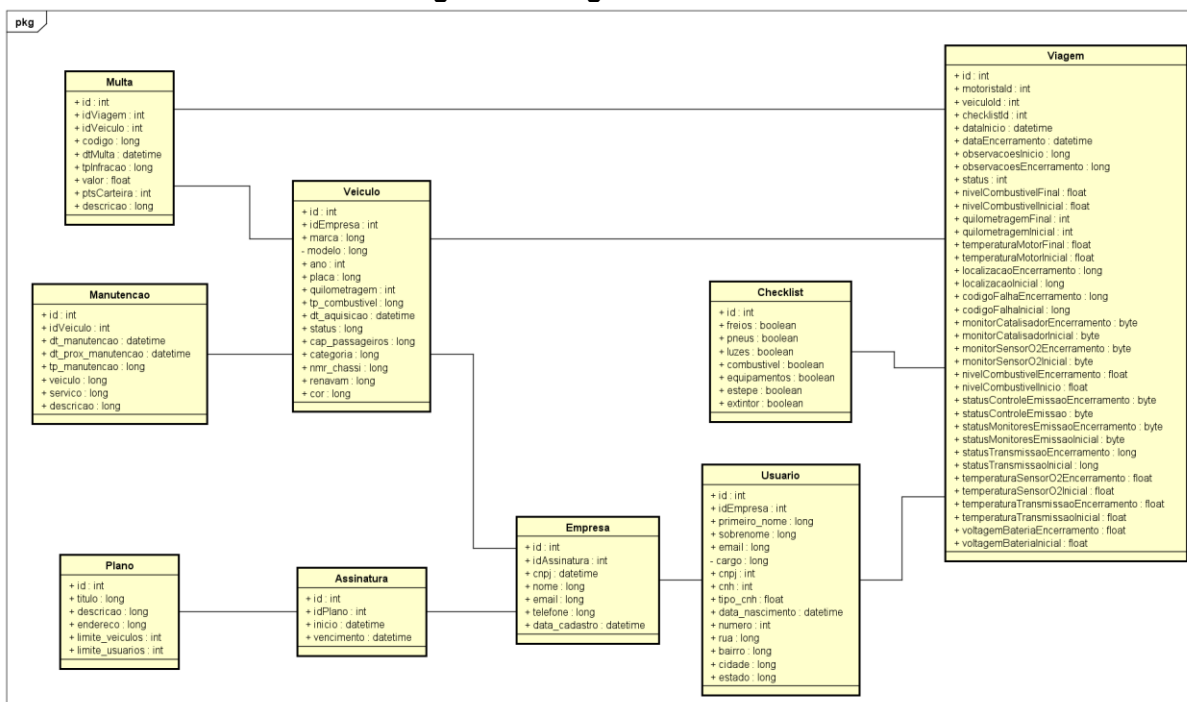 pkg
Multa
+ id : int
+ idViagem : int
+ idVeiculo : int
+ codigo : long
+ dtMulta : datetime
+ tpInfracao : long
+ valor : float
+ ptsCarteira : int
+ descricao : long
Veiculo
+ id : int
+ idEmpresa : int
+ marca : long
- modelo : long
+ ano : int
+ placa : long
+ quilometragem : int
+ tp_combustivel : long
+ dt_aquisicao : datetime
+ status : long
+ cap_passageiros : long
+ categoria : long
+ nmr_chassi : long
+ renavam : long
+ cor : long
Manutencao
+ id : int
+ idVeiculo : int
+ dt_manutencao : datetime
+ dt_prox_manutencao : datetime
+ tp_manutencao : long
+ veiculo : long
+ servico : long
+ descricao : long
Viagem
+ id : int
+ motoristaId : int
+ veiculoId : int
+ checklistId : int
+ dataInicio : datetime
+ dataEncerramento : datetime
+ observacoesInicio : long
+ observacoesEncerramento : long
+ status : int
+ nivelCombustivelFinal : float
+ nivelCombustivelInicial : float
+ quilometragemFinal : int
+ quilometragemInicial : int
+ temperaturaMotorFinal : float
+ temperaturaMotorInicial : float
+ localizacaoEncerramento : long
+ localizacaoInicial : long
+ codigoFalhaEncerramento : long
+ codigoFalhaInicial : long
+ monitorCatalisadorEncerramento : byte
+ monitorCatalisadorInicial : byte
+ monitorSensorO2Encerramento : byte
+ monitorSensorO2Inicial : byte
+ nivelCombustivelEncerramento : float
+ nivelCombustivelInicio : float
+ statusControleEmissaoEncerramento : byte
+ statusControleEmissao : byte
+ statusMonitoresEmissaoEncerramento : byte
+ statusMonitoresEmissaoInicial : byte
+ statusTransmissaoEncerramento : long
+ statusTransmissaoInicial : long
+ temperaturaSensorO2Encerramento : float
+ temperaturaSensorO2Inicial : float
+ temperaturaTransmissaoEncerramento : float
+ temperaturaTransmissaoInicial : float
+ voltagemBateriaEncerramento : float
+ voltagemBateriaInicial : float
Checklist
+ id : int
+ freios : boolean
+ pneus : boolean
+ luzes : boolean
+ combustivel : boolean
+ equipamentos : boolean
+ estepe : boolean
+ extintor : boolean
Usuario
+ id : int
+ idEmpresa : int
+ primeiro_nome : long
+ sobrenome : long
+ email : long
- cargo : long
+ cnpj : int
+ cnh : int
+ tipo_cnh : float
+ data_nascimento : datetime
+ numero : int
+ rua : long
+ bairro : long
+ cidade : long
+ estado : long
Empresa
+ id : int
+ idAssinatura : int
+ cnpj : datetime
+ nome : long
+ email : long
+ telefone : long
+ data_cadastro : datetime
Plano
+ id : int
+ titulo : long
+ descricao : long
+ endereco : long
+ limite_veiculos : int
+ limite_usuarios : int
Assinatura
+ id : int
+ idPlano : int
+ inicio : datetime
+ vencimento : datetime